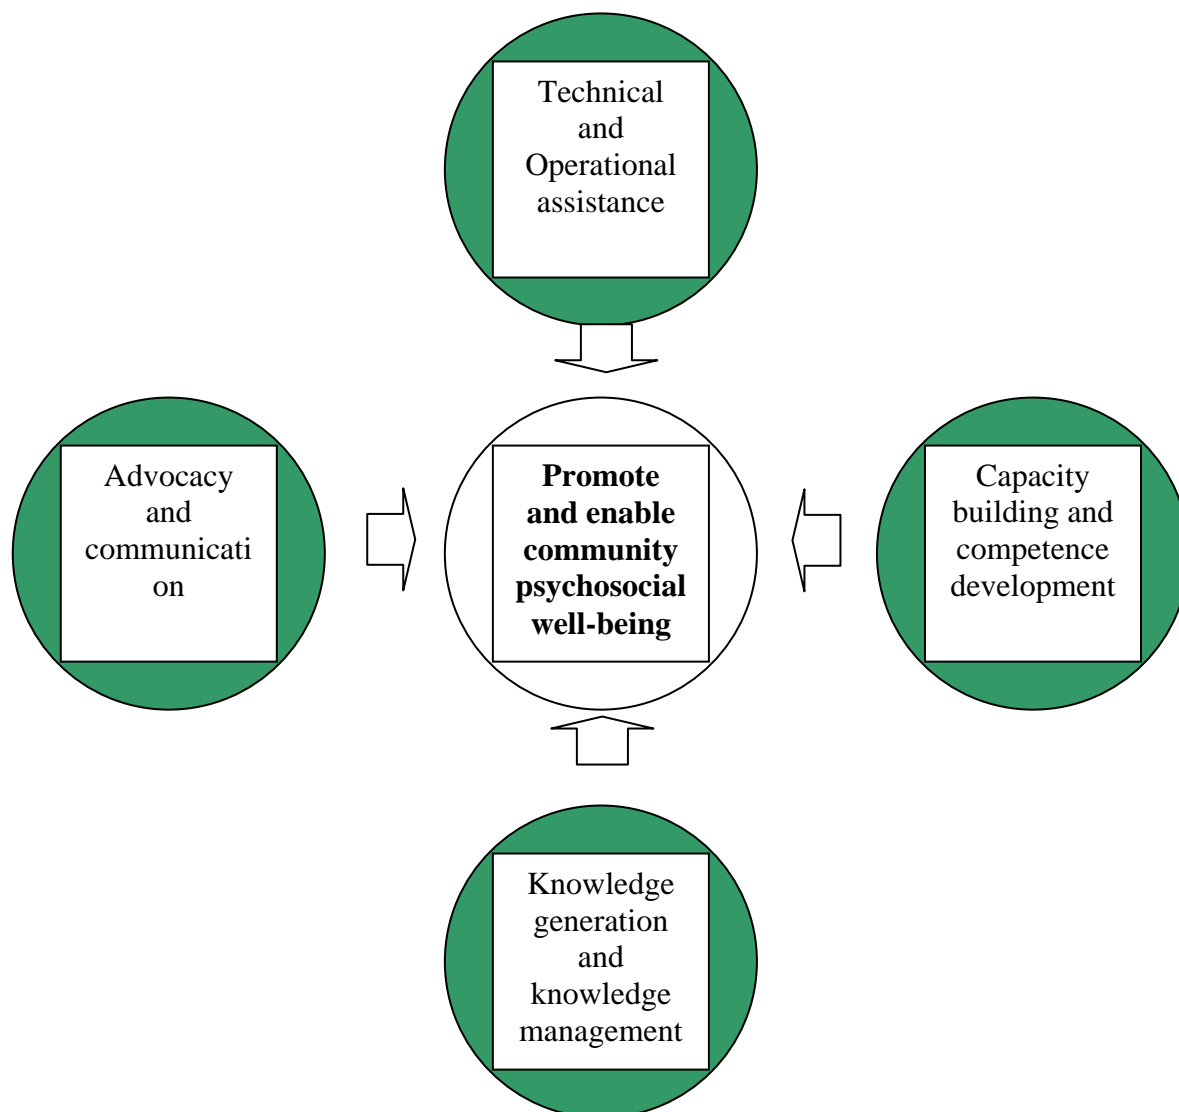 Technical
and
Operational
assistance
Advocacy
and
communicati
on
Promote
and enable
community
psychosocial
well-being
Capacity
building and
competence
development
Knowledge
generation
and
knowledge
management